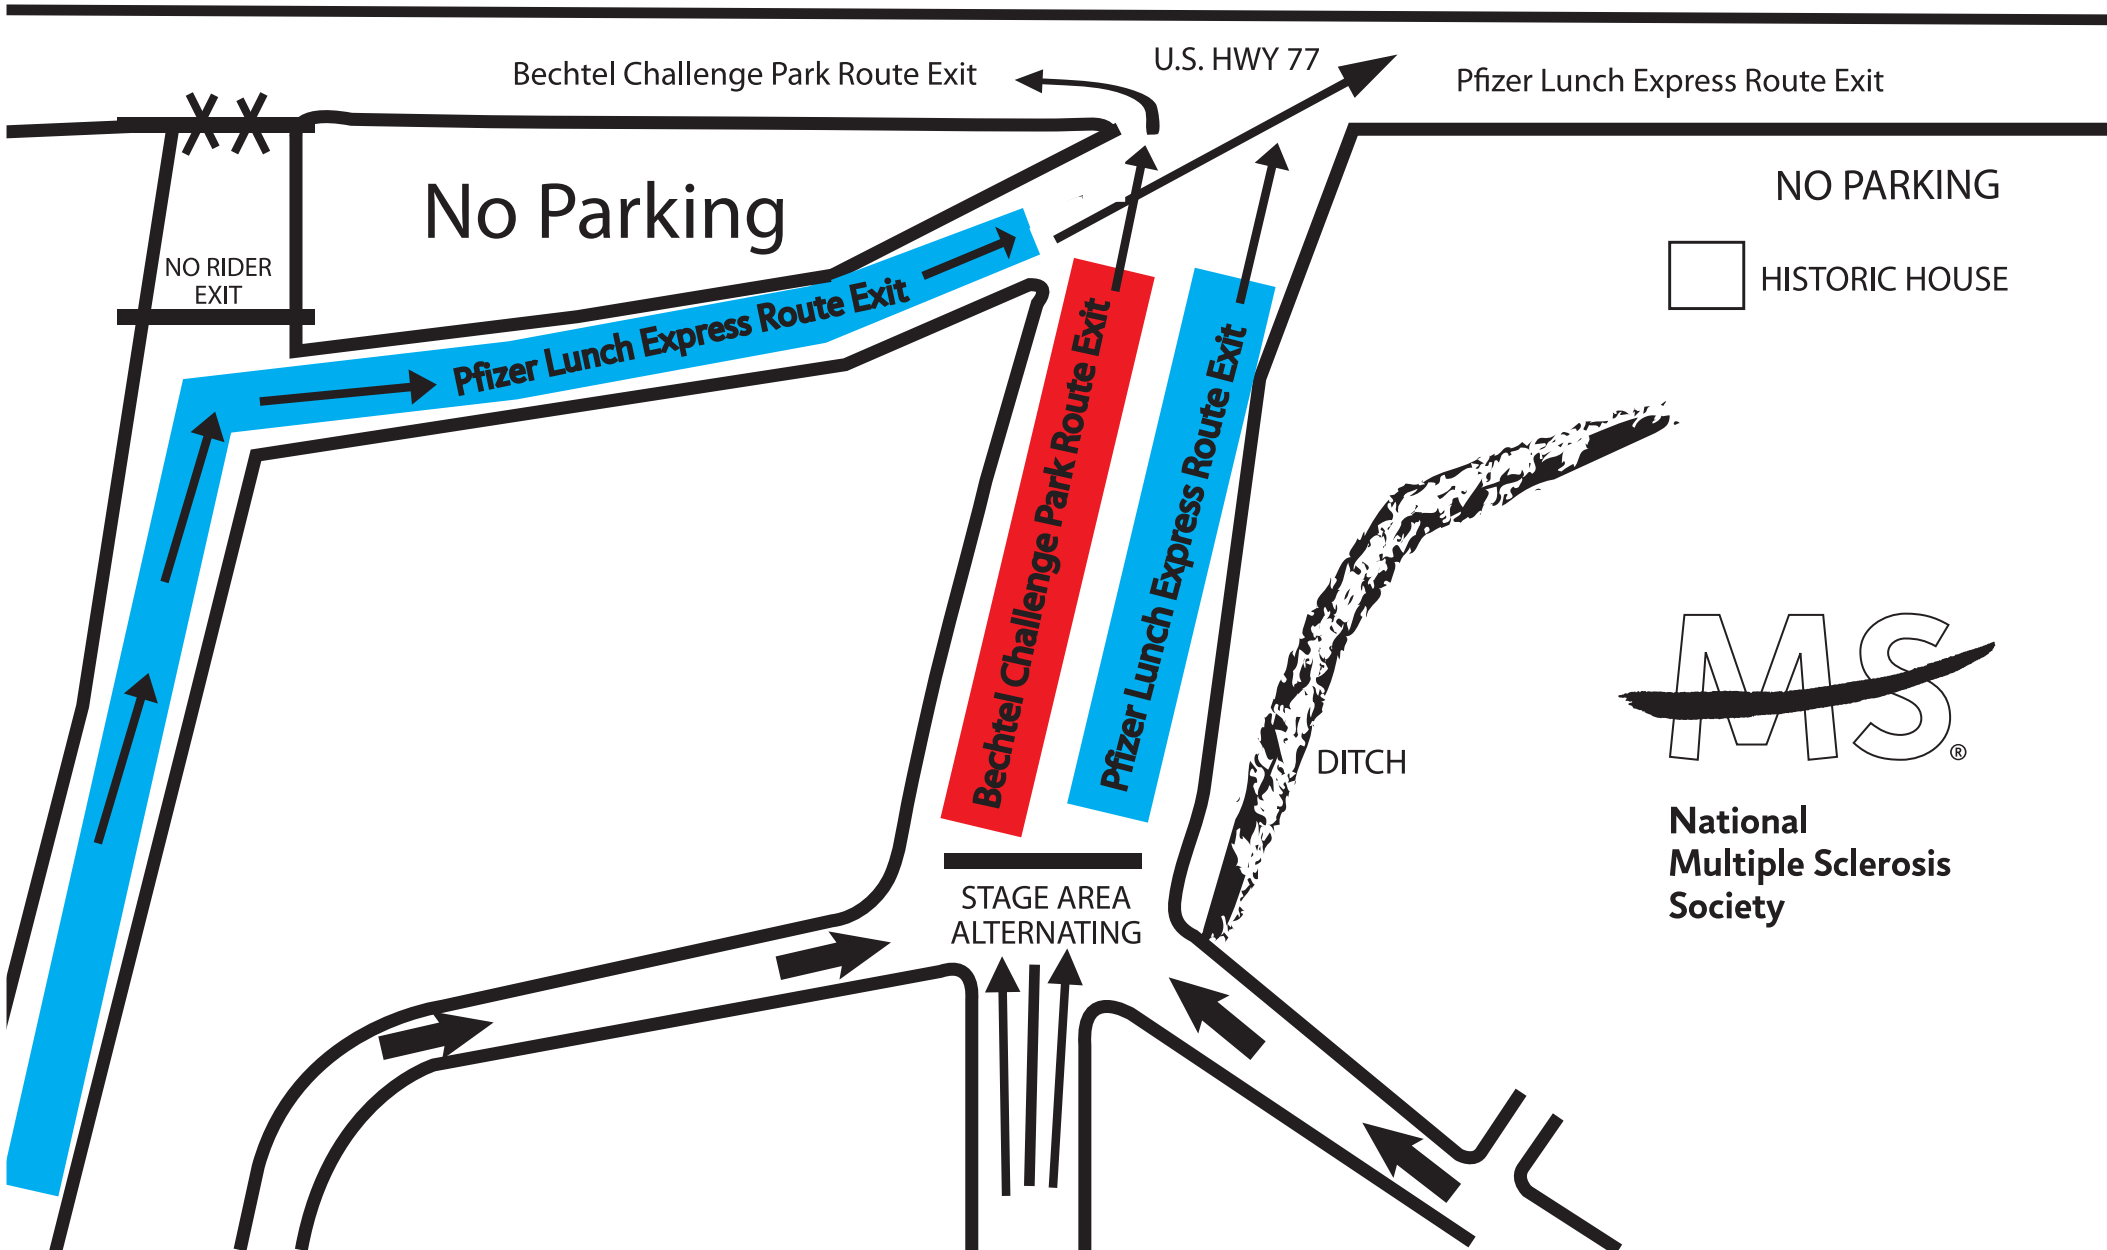 U.S. HWY 77
Bechtel Challenge Park Route Exit
Pfizer Lunch Express Route Exit
No Parking
NO PARKING
NO RIDER
EXIT
HISTORIC HOUSE
Pfizer Lunch Express Route Exit
Bechtel Challenge Park Route Exit
Pfizer Lunch Express Route Exit
DITCH
MS®
National
Multiple Sclerosis
Society
STAGE AREA
ALTERNATING